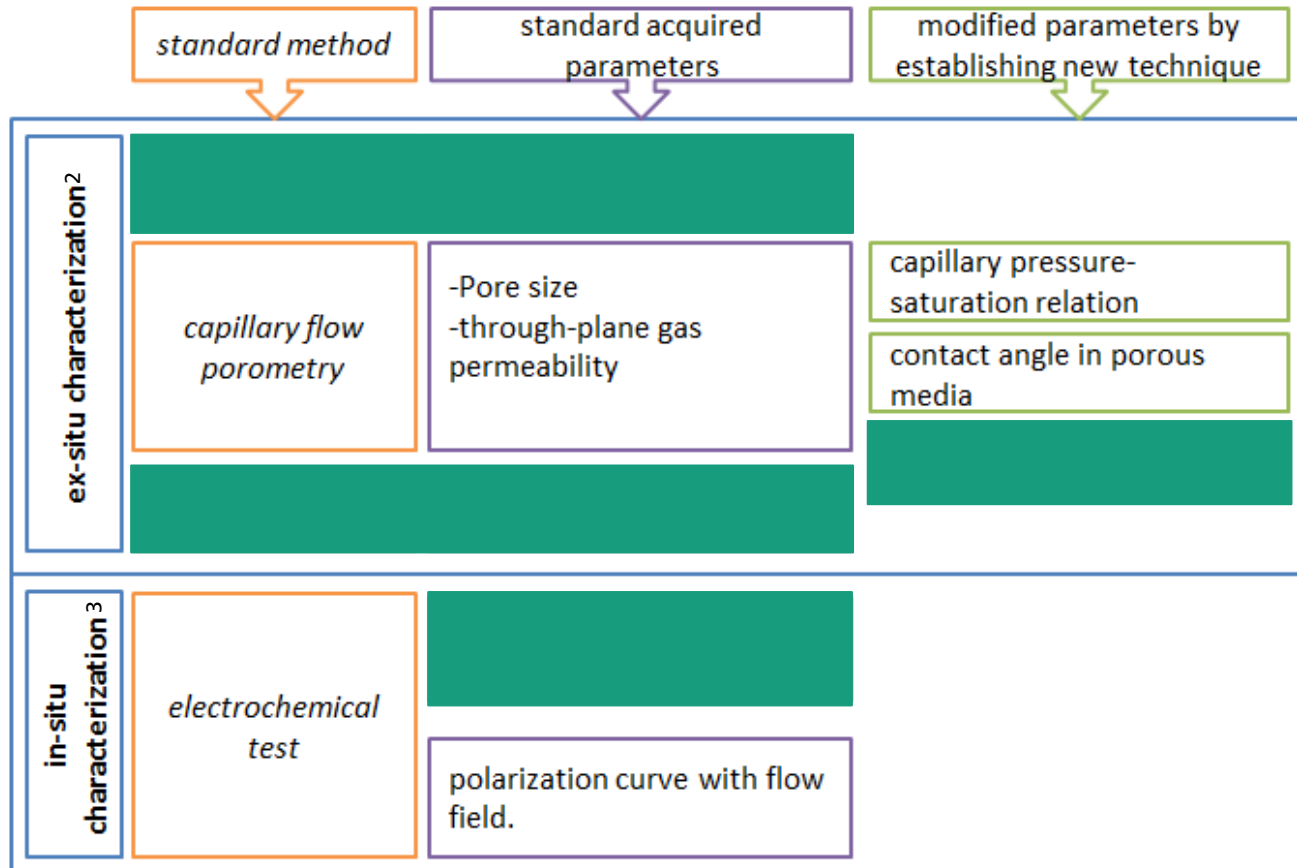 standard method
standard acquired
parameters
modified parameters by
establishing new technique
ex-situ characterization²
capillary flow
porometry
-Pore size
-through-plane gas
permeability
capillary pressure-
saturation relation
contact angle in porous
media
in-situ
characterization³
electrochemical
test
polarization curve with flow
field.